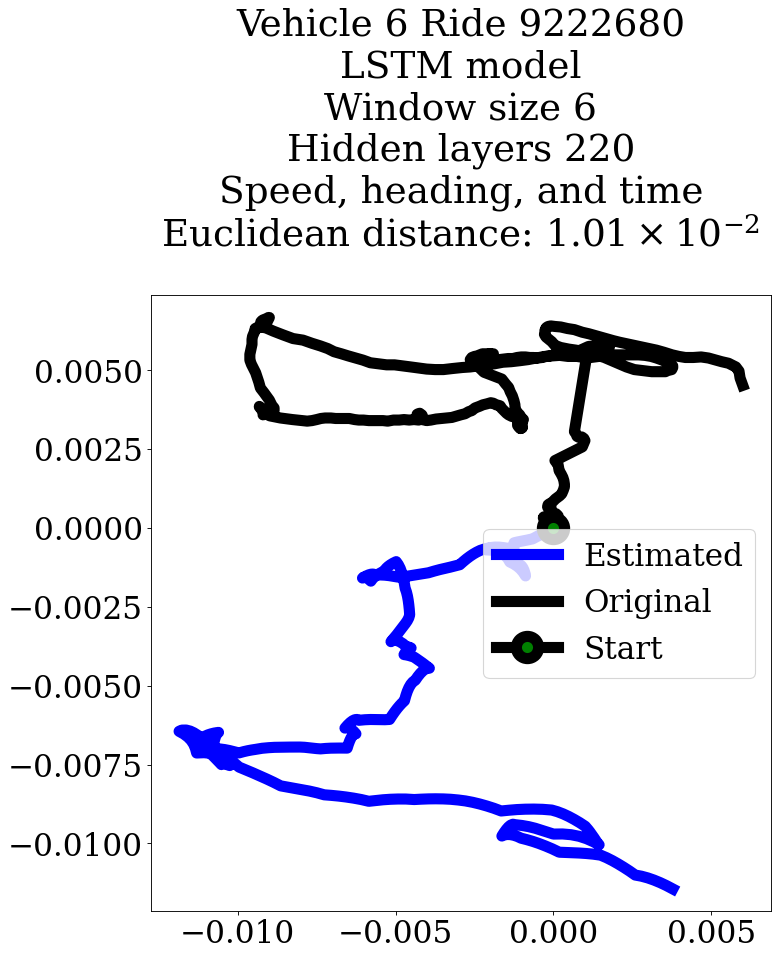 Vehicle 6 Ride 9222680
LSTM model
Window size 6
Hidden layers 220
Speed, heading, and time
Euclidean distance: 1.01 × 10⁻²
0.0050
0.0025
0.0000
−0.0025
−0.0050
−0.0075
−0.0100
Estimated
Original
Start
−0.010 −0.005 0.000 0.005